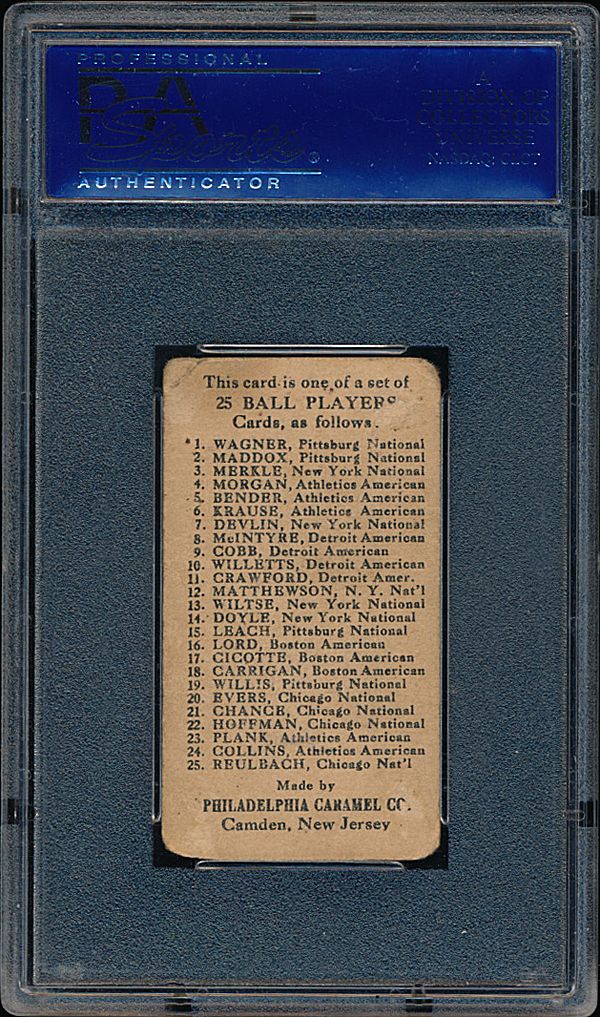 PROFESSIONAL
PSA
Sports®
AUTHENTICATOR
A
DIVISION OF
COLLECTORS
UNIVERSE
NASDAQ: CLCT
This card is one of a set of
25 BALL PLAYERS
Cards, as follows.
1. WAGNER, Pittsburg National
2. MADDOX, Pittsburg National
3. MERKLE, New York National
4. MORGAN, Athletics American
5. BENDER, Athletics American
6. KRAUSE, Athletics American
7. DEVLIN, New York National
8. McINTYRE, Detroit American
9. COBB, Detroit American
10. WILLETTS, Detroit American
11. CRAWFORD, Detroit Amer.
12. MATTHEWSON, N. Y. Nat'l
13. WILTSE, New York National
14. DOYLE, New York National
15. LEACH, Pittsburg National
16. LORD, Boston American
17. CICOTTE, Boston American
18. CARRIGAN, Boston American
19. WILLIS, Pittsburg National
20. EVERS, Chicago National
21. CHANCE, Chicago National
22. HOFFMAN, Chicago National
23. PLANK, Athletics American
24. COLLINS, Athletics American
25. REULBACH, Chicago Nat'l
Made by
PHILADELPHIA CARAMEL CO.
Camden, New Jersey